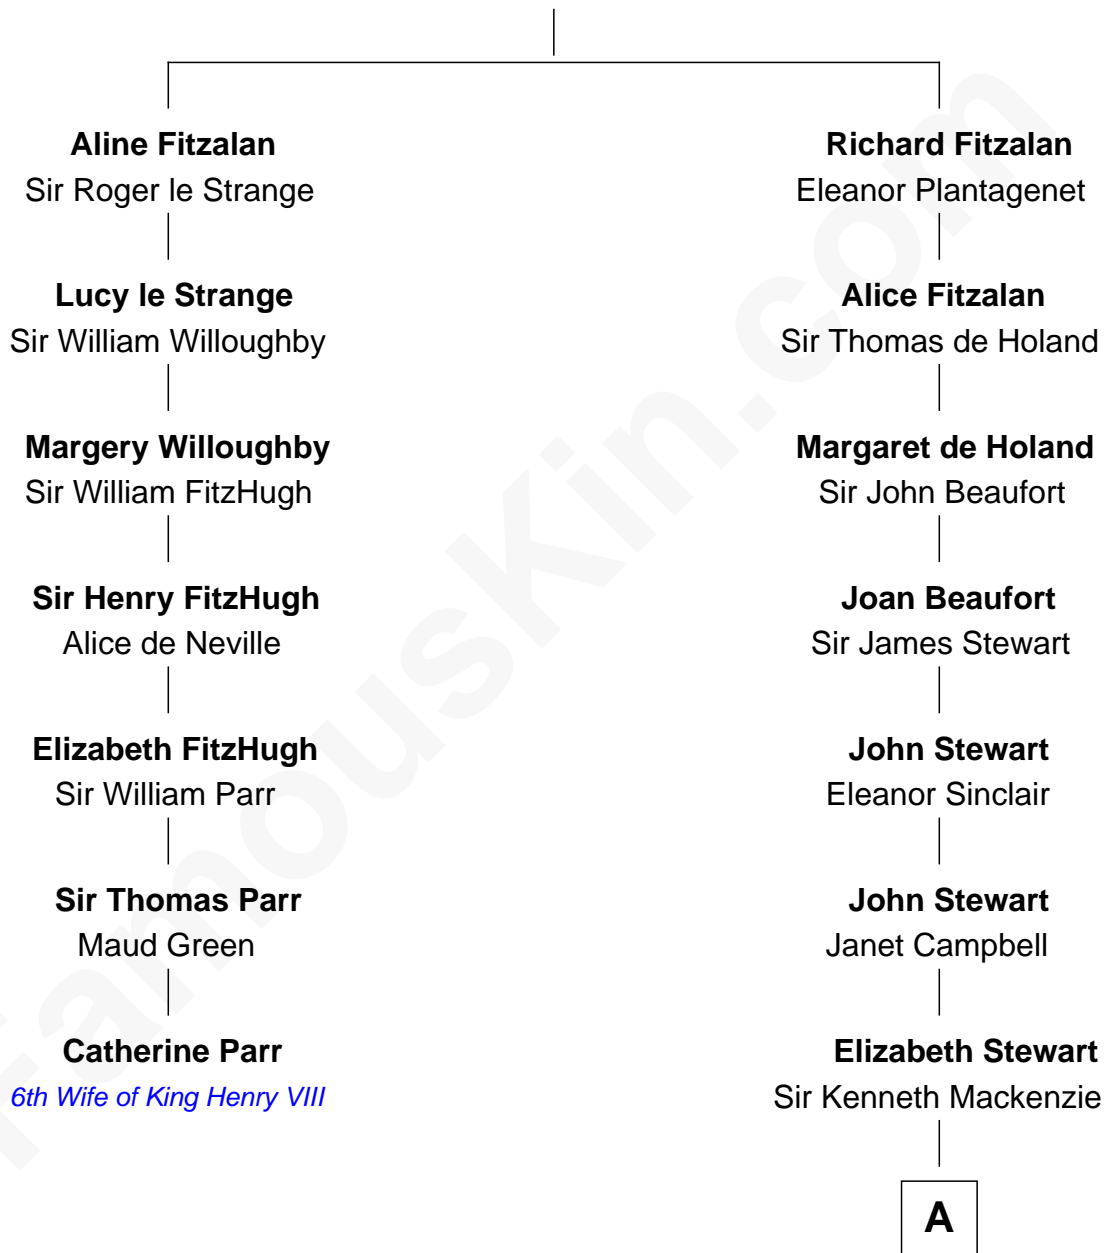 Aline Fitzalan
Sir Roger le Strange
Richard Fitzalan
Eleanor Plantagenet
Lucy le Strange
Sir William Willoughby
Alice Fitzalan
Sir Thomas de Holand
Margery Willoughby
Sir William FitzHugh
Margaret de Holand
Sir John Beaufort
Sir Henry FitzHugh
Alice de Neville
Joan Beaufort
Sir James Stewart
Elizabeth FitzHugh
Sir William Parr
John Stewart
Eleanor Sinclair
Sir Thomas Parr
Maud Green
John Stewart
Janet Campbell
Catherine Parr
6th Wife of King Henry VIII
Elizabeth Stewart
Sir Kenneth Mackenzie
A
FamousKin.com